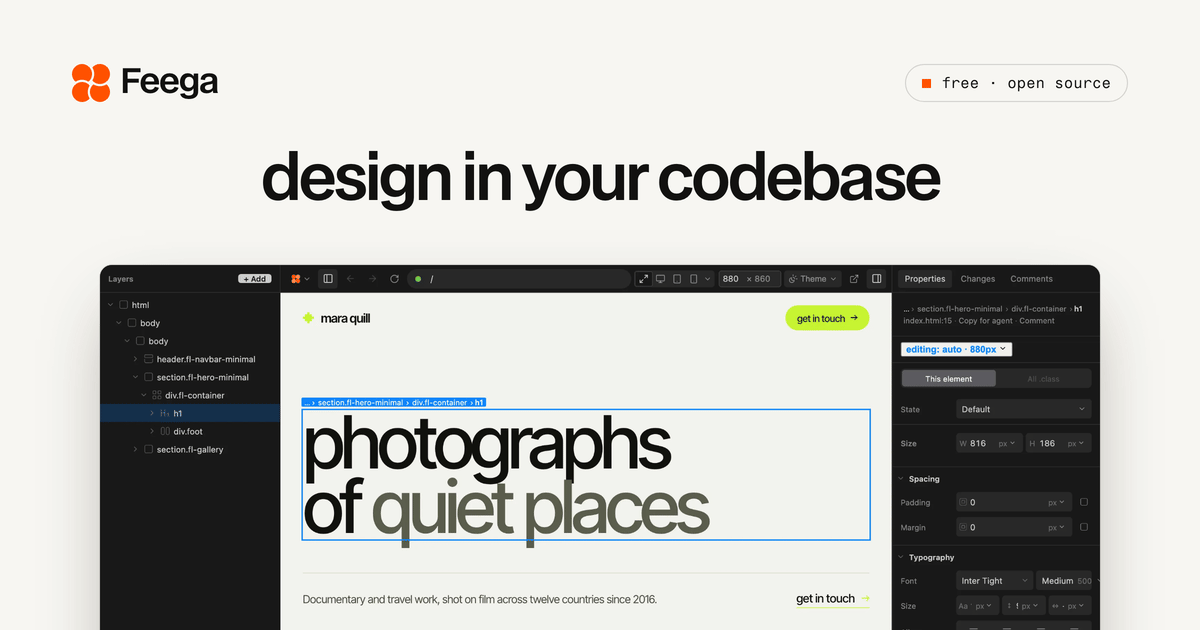 Feega
free · open source
design in your codebase
Layers
+ Add
/
880 × 860
Theme
Properties
Changes
Comments
html
body
body
header.fl-navbar-minimal
section.fl-hero-minimal
div.fl-container
h1
div.foot
section.fl-gallery
mara quill
get in touch →
... › section.fl-hero-minimal › div.fl-container › h1
photographs
of quiet places
Documentary and travel work, shot on film across twelve countries since 2016.
get in touch →
... › section.fl-hero-minimal › div.fl-container › h1
index.html:15 · Copy for agent · Comment
editing: auto · 880px
This element
All .class
State
Default
Size
W 816 px
H 186 px
Spacing
Padding
0 px
Margin
0 px
Typography
Font
Inter Tight
Medium 500
Size
Aa px
px
px